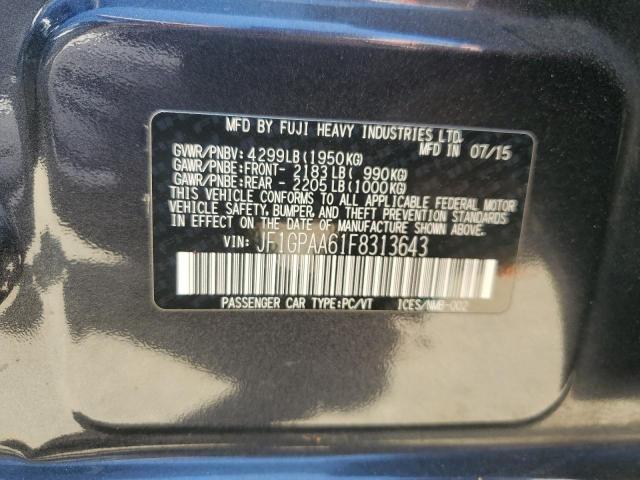 MFD BY FUJI HEAVY INDUSTRIES LTD.
MFD IN 07/15
GVWR/PNBV: 4299LB(1950KG)
GAWR/PNBE:FRONT- 2183LB( 990KG)
GAWR/PNBE:REAR - 2205LB(1000KG)
THIS VEHICLE CONFORMS TO ALL APPLICABLE FEDERAL MOTOR
VEHICLE SAFETY, BUMPER, AND THEFT PREVENTION STANDARDS
IN EFFECT ON THE DATE OF MANUFACTURE SHOWN ABOVE.
VIN: JF1GPAA61F8313643
PASSENGER CAR TYPE:PC/VT ICES/NMB-002